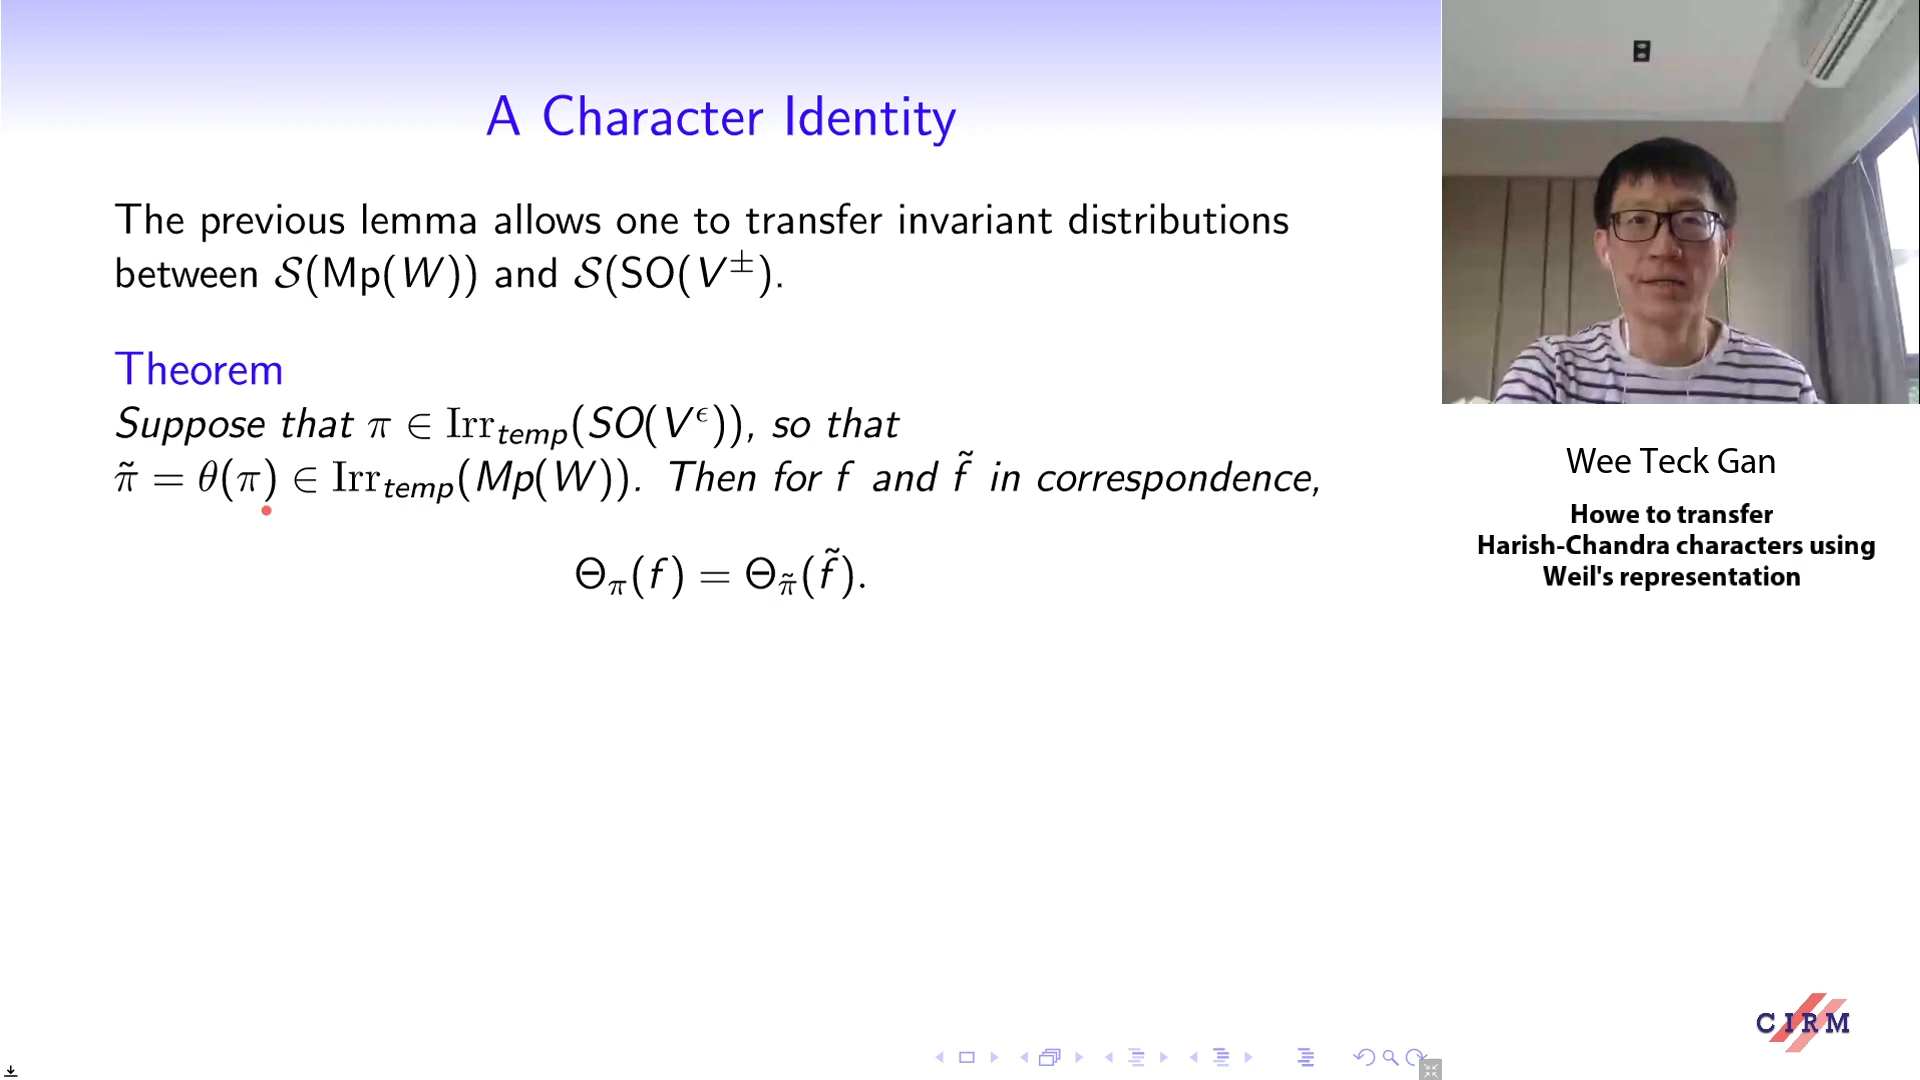 A Character Identity
The previous lemma allows one to transfer invariant distributions
between 𝒮(Mp(W)) and 𝒮(SO(V^±).
Theorem
Suppose that π ∈ Irr_temp(SO(V^ϵ)), so that
π̃ = θ(π) ∈ Irr_temp(Mp(W)). Then for f and f̃ in correspondence,
Θ_π(f) = Θ_π̃(f̃).
Wee Teck Gan
Howe to transfer
Harish-Chandra characters using
Weil's representation
CIRM